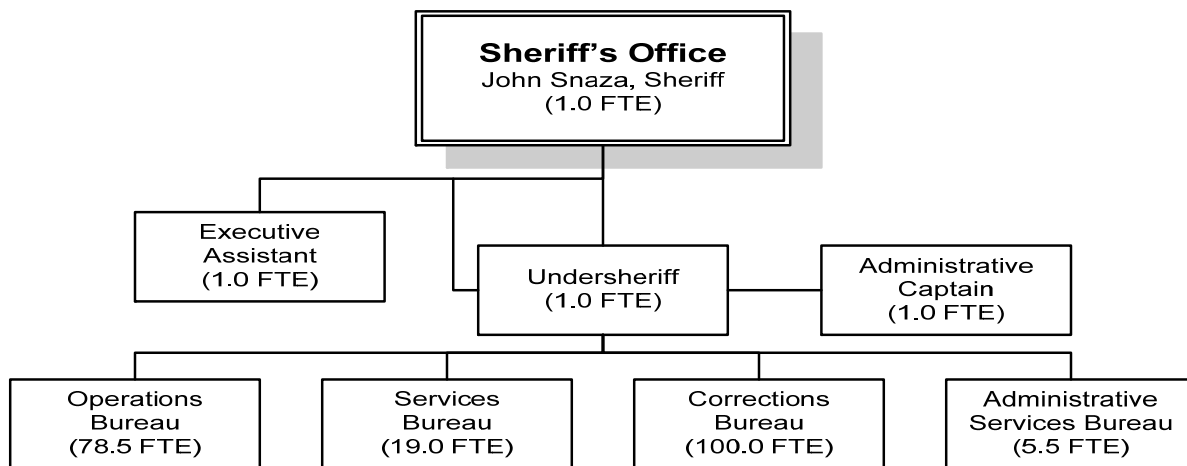 Sheriff's Office
John Snaza, Sheriff
(1.0 FTE)
Executive
Assistant
(1.0 FTE)
Undersheriff
(1.0 FTE)
Administrative
Captain
(1.0 FTE)
Operations
Bureau
(78.5 FTE)
Services
Bureau
(19.0 FTE)
Corrections
Bureau
(100.0 FTE)
Administrative
Services Bureau
(5.5 FTE)